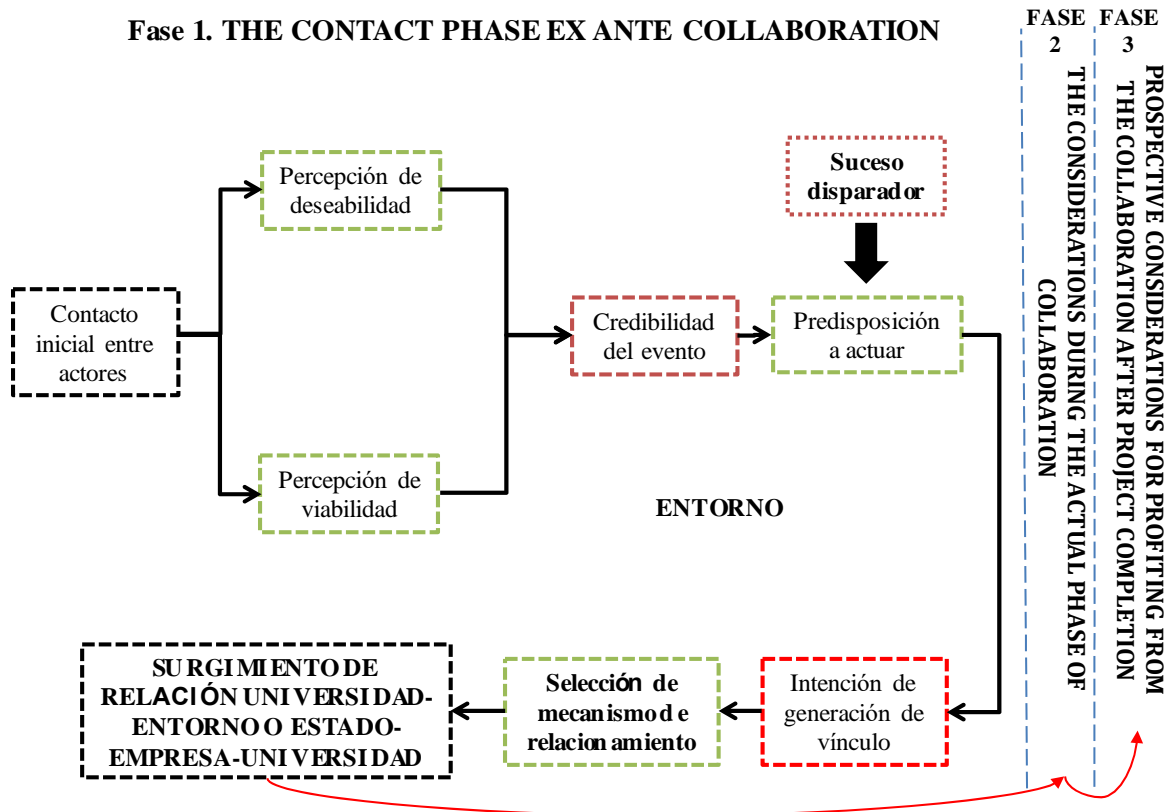 Fase 1. THE CONTACT PHASE EX ANTE COLLABORATION
FASE
2
FASE
3
Percepción de
deseabilidad
Suceso
disparador
Contacto
inicial entre
actores
Credibilidad
del evento
Predisposición
a actuar
Percepción de
viabilidad
ENTORNO
SURGIMIENTO DE
RELACIÓN UNIVERSIDAD-
ENTORNO O ESTADO-
EMPRESA-UNIVERSIDAD
Selección de
mecanismo de
relacionamiento
Intención de
generación de
vínculo
THE CONSIDERATIONS DURING THE ACTUAL PHASE OF
COLLABORATION
PROSPECTIVE CONSIDERATIONS FOR PROFITING FROM
THE COLLABORATION AFTER PROJECT COMPLETION